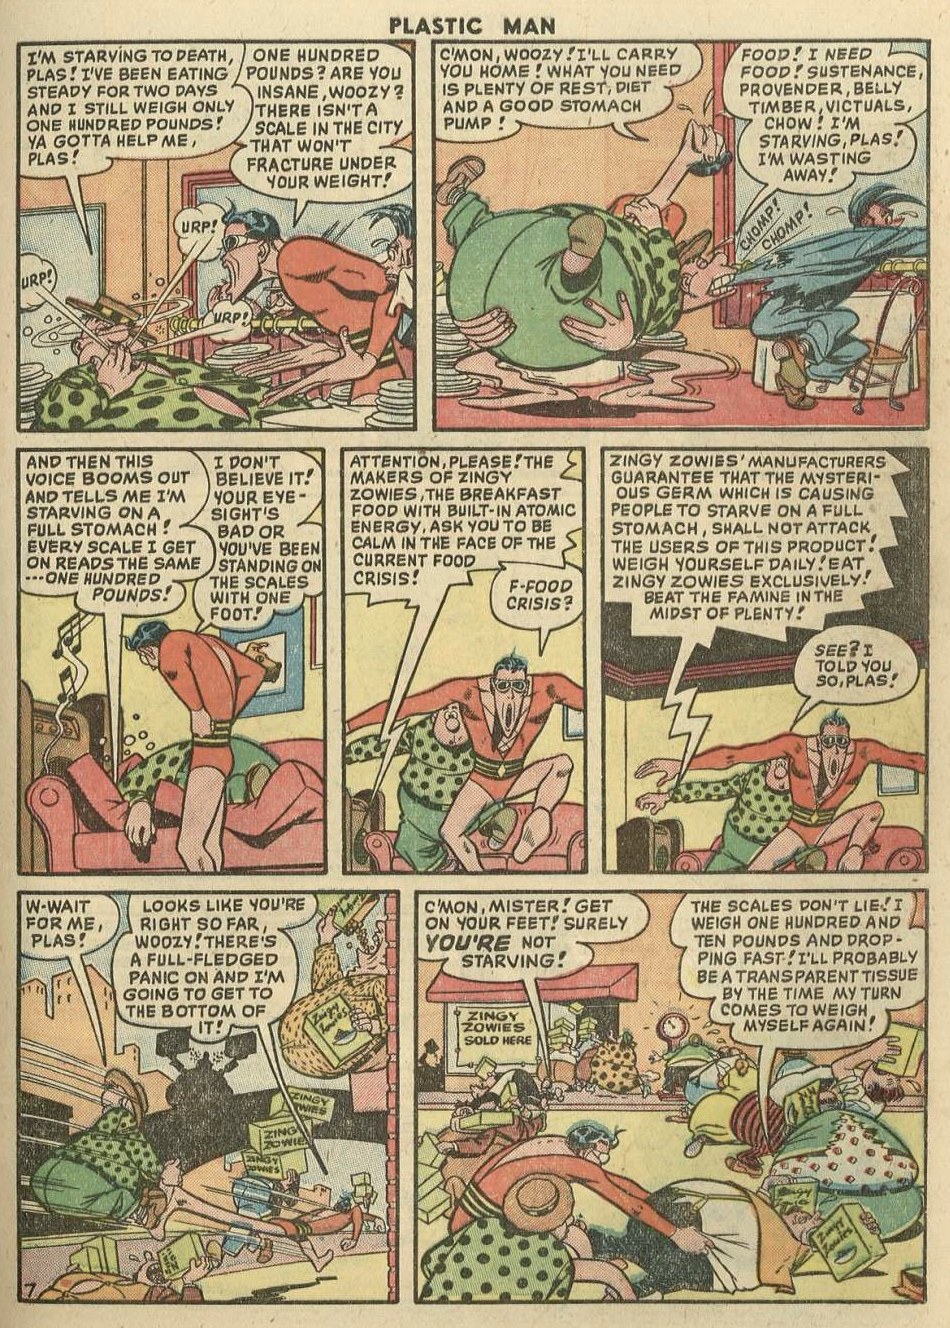 PLASTIC MAN
I'M STARVING TO DEATH,
PLAS! I'VE BEEN EATING
STEADY FOR TWO DAYS
AND I STILL WEIGH ONLY
ONE HUNDRED POUNDS!
YA GOTTA HELP ME,
PLAS!
ONE HUNDRED
POUNDS? ARE YOU
INSANE, WOOZY?
THERE ISN'T A
SCALE IN THE CITY
THAT WON'T
FRACTURE UNDER
YOUR WEIGHT!
URP!
URP!
URP!
C'MON, WOOZY! I'LL CARRY
YOU HOME! WHAT YOU NEED
IS PLENTY OF REST, DIET
AND A GOOD STOMACH
PUMP!
FOOD! I NEED
FOOD! SUSTENANCE,
PROVENDER, BELLY
TIMBER, VICTUALS,
CHOW! I'M
STARVING, PLAS!
I'M WASTING
AWAY!
CHOMP!
CHOMP!
AND THEN THIS
VOICE BOOMS OUT
AND TELLS ME I'M
STARVING ON A
FULL STOMACH!
EVERY SCALE I GET
ON READS THE SAME
---ONE HUNDRED
POUNDS!
I DON'T
BELIEVE IT!
YOUR EYE-
SIGHT'S
BAD OR
YOU'VE BEEN
STANDING ON
THE SCALES
WITH ONE
FOOT!
ATTENTION, PLEASE! THE
MAKERS OF ZINGY
ZOWIES, THE BREAKFAST
FOOD WITH BUILT-IN ATOMIC
ENERGY, ASK YOU TO BE
CALM IN THE FACE OF THE
CURRENT FOOD
CRISIS!
F-FOOD
CRISIS?
ZINGY ZOWIES' MANUFACTURERS
GUARANTEE THAT THE MYSTERI-
OUS GERM WHICH IS CAUSING
PEOPLE TO STARVE ON A FULL
STOMACH, SHALL NOT ATTACK
THE USERS OF THIS PRODUCT!
WEIGH YOURSELF DAILY! EAT
ZINGY ZOWIES EXCLUSIVELY!
BEAT THE FAMINE IN THE
MIDST OF PLENTY!
SEE? I
TOLD YOU
SO, PLAS!
W-WAIT
FOR ME,
PLAS!
LOOKS LIKE YOU'RE
RIGHT SO FAR,
WOOZY! THERE'S
A FULL-FLEDGED
PANIC ON AND I'M
GOING TO GET TO
THE BOTTOM OF
IT!
Zingy
Zowies
ZINGY
ZOWIES
ZINGY
ZOWIE
ZINGY
ZOWIES
7
C'MON, MISTER! GET
ON YOUR FEET! SURELY
YOU'RE NOT
STARVING!
THE SCALES DON'T LIE! I
WEIGH ONE HUNDRED AND
TEN POUNDS AND DROP-
PING FAST! I'LL PROBABLY
BE A TRANSPARENT TISSUE
BY THE TIME MY TURN
COMES TO WEIGH
MYSELF AGAIN!
ZINGY
ZOWIES
SOLD HERE
Zingy
Zowies